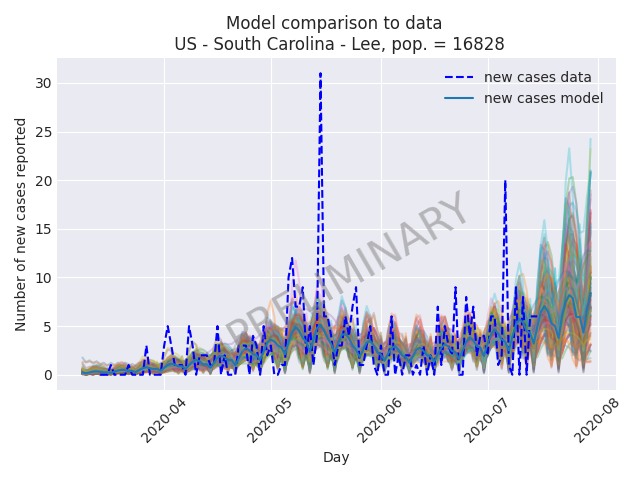 Model comparison to data
US - South Carolina - Lee, pop. = 16828
new cases data
new cases model
PRELIMINARY
Number of new cases reported
30
25
20
15
10
5
0
2020-04
2020-05
2020-06
2020-07
2020-08
Day